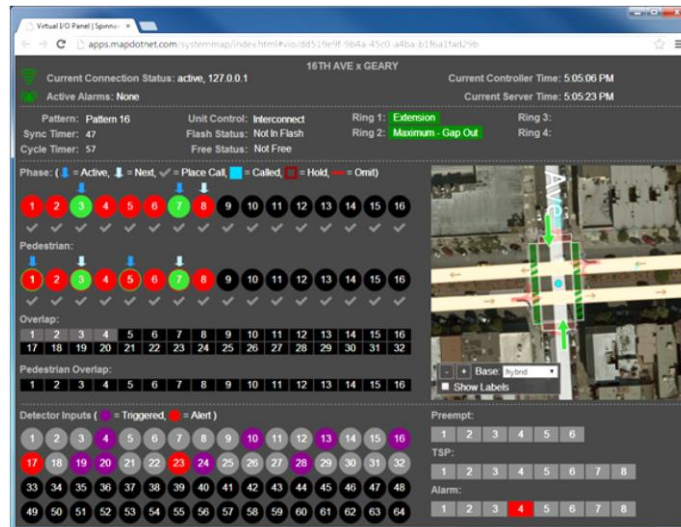 Virtual I/O Panel | Spinna
apps.mapdotnet.com/systemmap/index.html#vio/dd519e9f-9b4a-45c0-a4ba-b1f6a1fad29b
16TH AVE x GEARY
Current Connection Status: active, 127.0.0.1
Current Controller Time: 5:05:06 PM
Active Alarms: None
Current Server Time: 5:05:23 PM
Pattern: Pattern 16 Unit Control: Interconnect Ring 1: Extension Ring 3:
Sync Timer: 47 Flash Status: Not In Flash Ring 2: Maximum - Gap Out Ring 4:
Cycle Timer: 57 Free Status: Not Free
Phase: ( = Active, = Next, = Place Call, = Called, = Hold, = Omit)
1 2 3 4 5 6 7 8 9 10 11 12 13 14 15 16
Pedestrian:
1 2 3 4 5 6 7 8 9 10 11 12 13 14 15 16
Overlap:
1 2 3 4 5 6 7 8 9 10 11 12 13 14 15 16
17 18 19 20 21 22 23 24 25 26 27 28 29 30 31 32
Pedestrian Overlap:
1 2 3 4 5 6 7 8 9 10 11 12 13 14 15 16
Ave
- + Base: hybrid
Show Labels
Detector Inputs ( = Triggered, = Alert )
1 2 3 4 5 6 7 8 9 10 11 12 13 14 15 16
17 18 19 20 21 22 23 24 25 26 27 28 29 30 31 32
33 34 35 36 37 38 39 40 41 42 43 44 45 46 47 48
49 50 51 52 53 54 55 56 57 58 59 60 61 62 63 64
Preempt:
1 2 3 4 5 6
TSP:
1 2 3 4 5 6 7 8
Alarm:
1 2 3 4 5 6 7 8